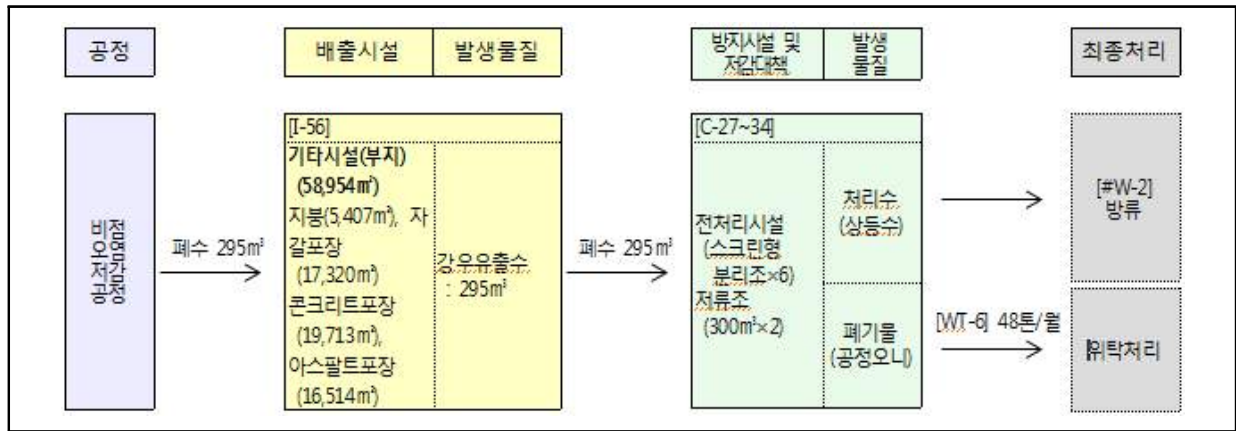 공정
배출시설
발생물질
방지시설 및
저감대책
발생
물질
최종처리
비점
오염
저감
공정
폐수 295㎥
[I-56]
기타시설(부지)
(58,954㎡)
지붕(5,407㎡), 자
갈포장
(17,320㎡)
콘크리트포장
(19,713㎡),
아스팔트포장
(16,514㎡)
강우유출수
: 295㎥
폐수 295㎥
[C-27~34]
전처리시설
(스크린형
분리조×6)
저류조
(300㎥×2)
처리수
(상등수)
폐기물
(공정오니)
[WT-6] 48톤/월
[#W-2]
방류
위탁처리